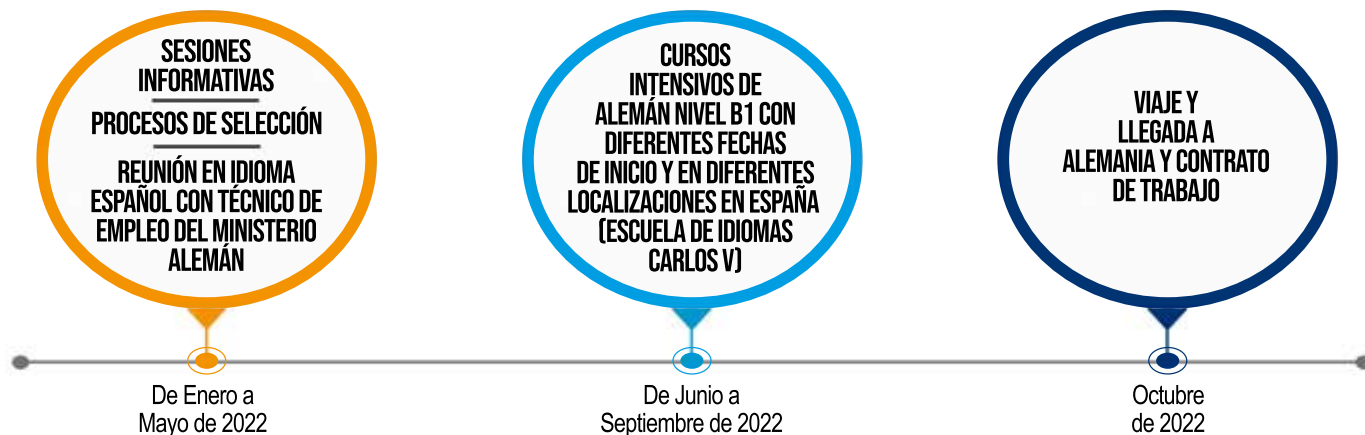 SESIONES
INFORMATIVAS
PROCESOS DE SELECCIÓN
REUNIÓN EN IDIOMA
ESPAÑOL CON TÉCNICO DE
EMPLEO DEL MINISTERIO
ALEMÁN
De Enero a
Mayo de 2022
CURSOS
INTENSIVOS DE
ALEMÁN NIVEL B1 CON
DIFERENTES FECHAS
DE INICIO Y EN DIFERENTES
LOCALIZACIONES EN ESPAÑA
(ESCUELA DE IDIOMAS
CARLOS V)
De Junio a
Septiembre de 2022
VIAJE Y
LLEGADA A
ALEMANIA Y CONTRATO
DE TRABAJO
Octubre
de 2022